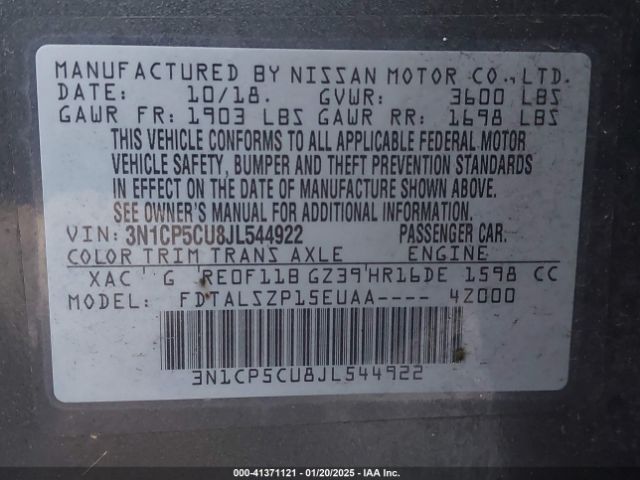 MANUFACTURED BY NISSAN MOTOR CO., LTD.
DATE: 10/18. GVWR: 3600 LBS
GAWR FR: 1903 LBS GAWR RR: 1698 LBS
THIS VEHICLE CONFORMS TO ALL APPLICABLE FEDERAL MOTOR
VEHICLE SAFETY, BUMPER AND THEFT PREVENTION STANDARDS
IN EFFECT ON THE DATE OF MANUFACTURE SHOWN ABOVE.
SEE OWNER'S MANUAL FOR ADDITIONAL INFORMATION.
VIN: 3N1CP5CU8JL544922 PASSENGER CAR.
COLOR TRIM TRANS AXLE ENGINE
XAC ' G ' RE0F11B GZ39 ' HR16DE 1598 CC
MODEL: FDTALSZP15EUAA---- 4Z000
3N1CP5CU8JL544922
000-41371121 - 01/20/2025 - IAA Inc.